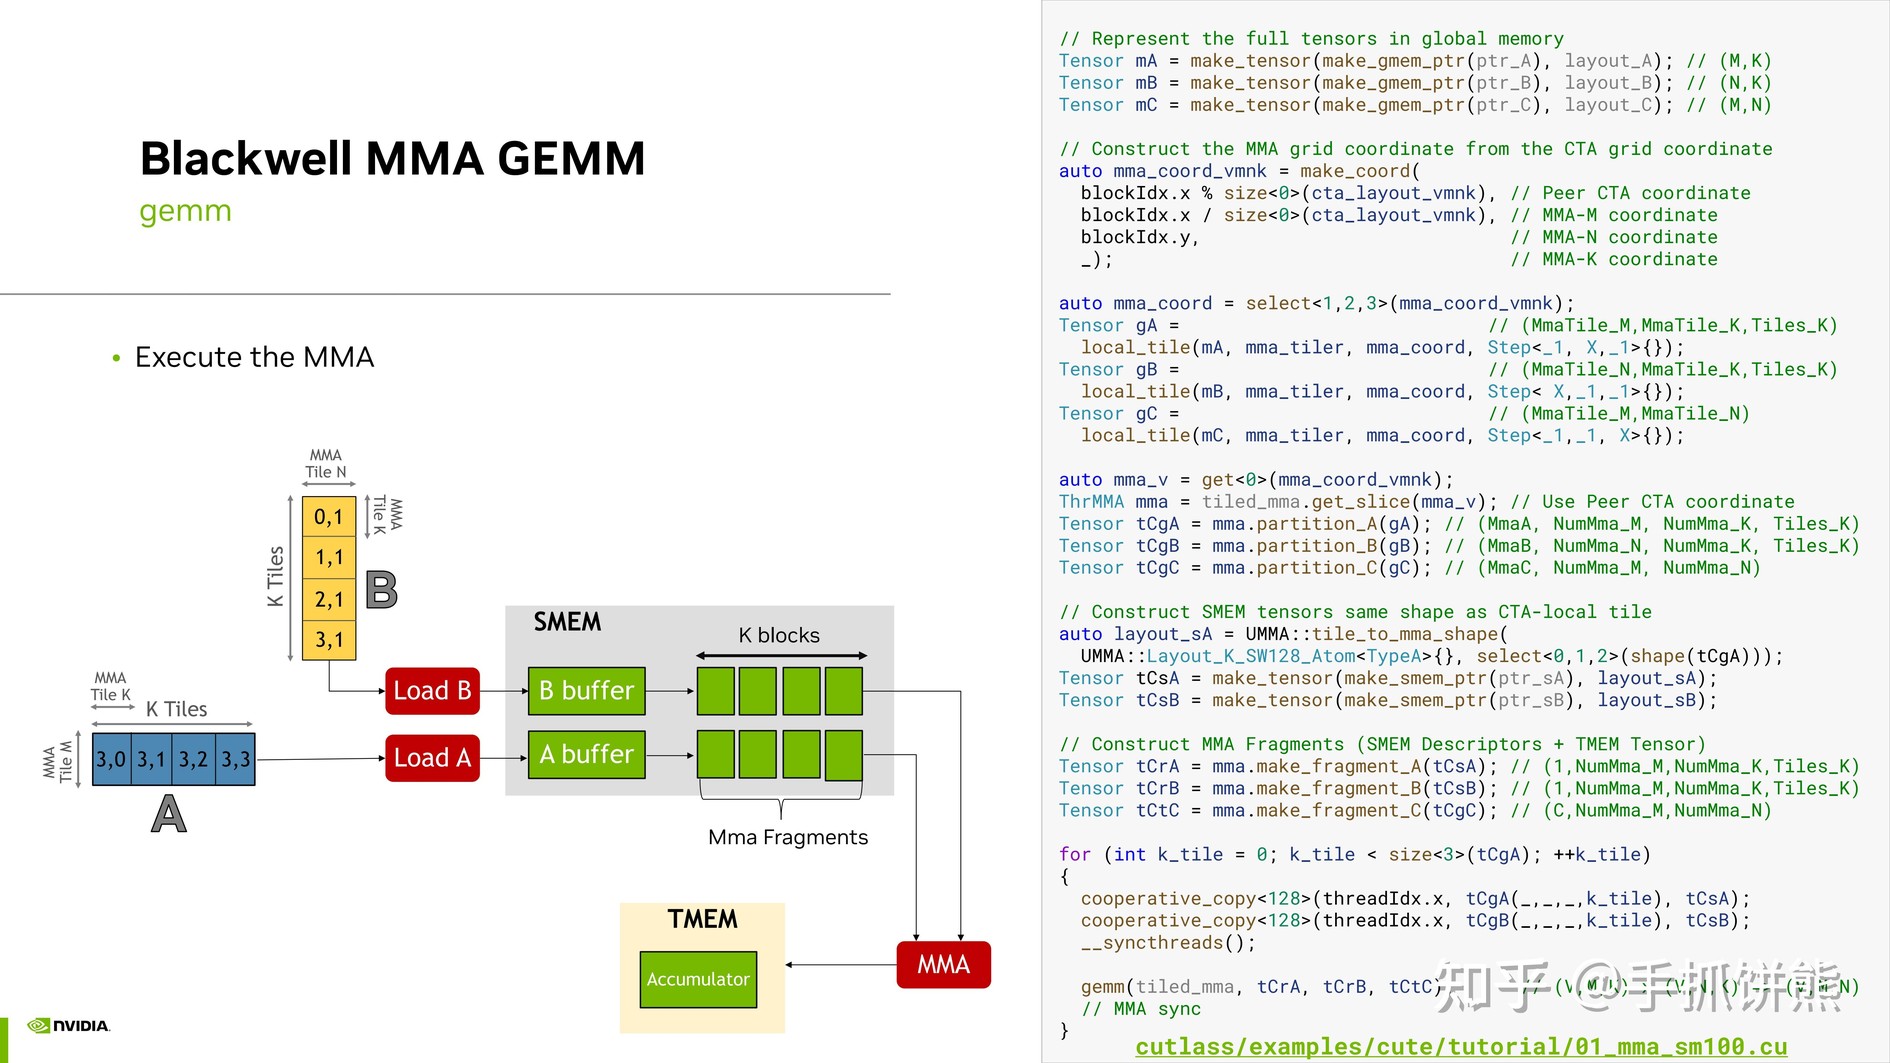 Blackwell MMA GEMM
gemm
• Execute the MMA
MMA
Tile N
0,1
1,1
2,1
3,1
MMA
Tile K
K Tiles
B
MMA
Tile K
K Tiles
MMA
Tile M
3,0 3,1 3,2 3,3
A
Load B
Load A
SMEM
K blocks
B buffer
A buffer
Mma Fragments
TMEM
Accumulator
MMA
NVIDIA.
// Represent the full tensors in global memory
Tensor mA = make_tensor(make_gmem_ptr(ptr_A), layout_A); // (M,K)
Tensor mB = make_tensor(make_gmem_ptr(ptr_B), layout_B); // (N,K)
Tensor mC = make_tensor(make_gmem_ptr(ptr_C), layout_C); // (M,N)
// Construct the MMA grid coordinate from the CTA grid coordinate
auto mma_coord_vmnk = make_coord(
blockIdx.x % size<0>(cta_layout_vmnk), // Peer CTA coordinate
blockIdx.x / size<0>(cta_layout_vmnk), // MMA-M coordinate
blockIdx.y, // MMA-N coordinate
_); // MMA-K coordinate
auto mma_coord = select<1,2,3>(mma_coord_vmnk);
Tensor gA = // (MmaTile_M,MmaTile_K,Tiles_K)
local_tile(mA, mma_tiler, mma_coord, Step<_1, X,_1>{});
Tensor gB = // (MmaTile_N,MmaTile_K,Tiles_K)
local_tile(mB, mma_tiler, mma_coord, Step< X,_1,_1>{});
Tensor gC = // (MmaTile_M,MmaTile_N)
local_tile(mC, mma_tiler, mma_coord, Step<_1,_1, X>{});
auto mma_v = get<0>(mma_coord_vmnk);
ThrMMA mma = tiled_mma.get_slice(mma_v); // Use Peer CTA coordinate
Tensor tCgA = mma.partition_A(gA); // (MmaA, NumMma_M, NumMma_K, Tiles_K)
Tensor tCgB = mma.partition_B(gB); // (MmaB, NumMma_N, NumMma_K, Tiles_K)
Tensor tCgC = mma.partition_C(gC); // (MmaC, NumMma_M, NumMma_N)
// Construct SMEM tensors same shape as CTA-local tile
auto layout_sA = UMMA::tile_to_mma_shape(
UMMA::Layout_K_SW128_Atom<TypeA>{}, select<0,1,2>(shape(tCgA)));
Tensor tCsA = make_tensor(make_smem_ptr(ptr_sA), layout_sA);
Tensor tCsB = make_tensor(make_smem_ptr(ptr_sB), layout_sB);
// Construct MMA Fragments (SMEM Descriptors + TMEM Tensor)
Tensor tCrA = mma.make_fragment_A(tCsA); // (1,NumMma_M,NumMma_K,Tiles_K)
Tensor tCrB = mma.make_fragment_B(tCsB); // (1,NumMma_M,NumMma_K,Tiles_K)
Tensor tCtC = mma.make_fragment_C(tCgC); // (C,NumMma_M,NumMma_N)
for (int k_tile = 0; k_tile < size<3>(tCgA); ++k_tile)
{
cooperative_copy<128>(threadIdx.x, tCgA(_,_,_,k_tile), tCsA);
cooperative_copy<128>(threadIdx.x, tCgB(_,_,_,k_tile), tCsB);
__syncthreads();
gemm(tiled_mma, tCrA, tCrB, tCtC)
// MMA sync
}
知乎 @手抓饼熊
cutlass/examples/cute/tutorial/01_mma_sm100.cu